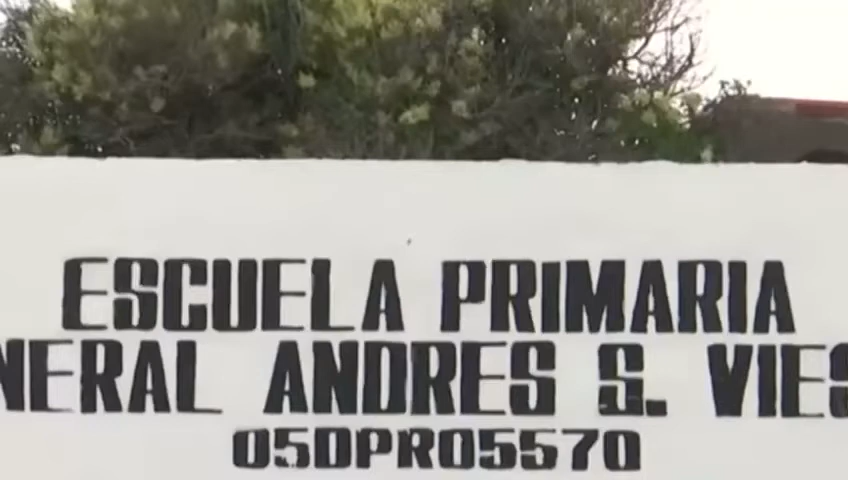 ESCUELA PRIMARIA
NERAL ANDRES S. VIES
05DPR0557O